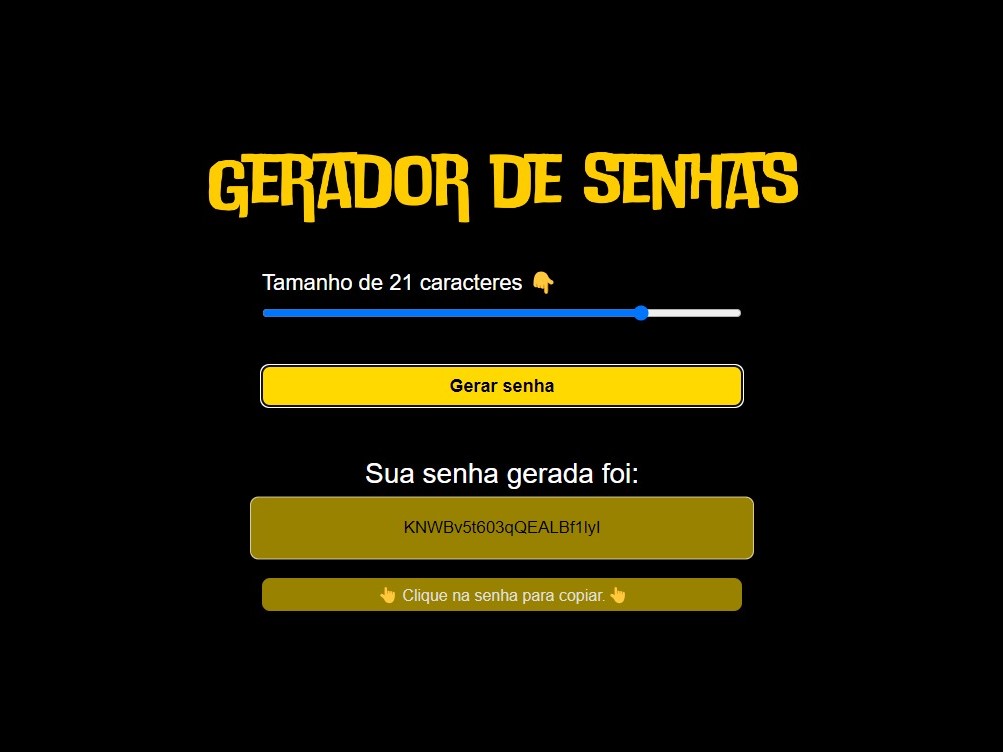 GERADOR DE SENHAS
Tamanho de 21 caracteres 👇
Gerar senha
Sua senha gerada foi:
KNWBv5t603qQEALBf1lyI
👆 Clique na senha para copiar. 👆